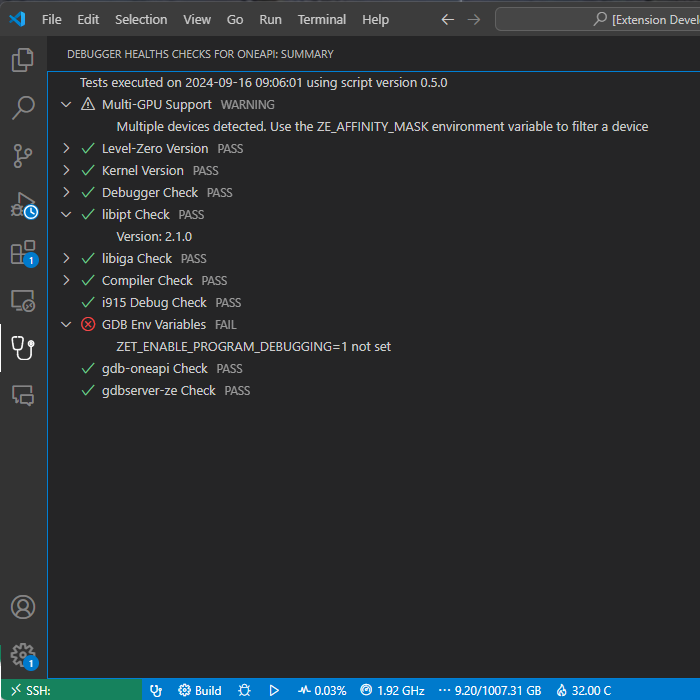 File Edit Selection View Go Run Terminal Help [Extension Devel
DEBUGGER HEALTHS CHECKS FOR ONEAPI: SUMMARY
Tests executed on 2024-09-16 09:06:01 using script version 0.5.0
Multi-GPU Support WARNING
Multiple devices detected. Use the ZE_AFFINITY_MASK environment variable to filter a device
Level-Zero Version PASS
Kernel Version PASS
Debugger Check PASS
libipt Check PASS
Version: 2.1.0
1
libiga Check PASS
Compiler Check PASS
i915 Debug Check PASS
GDB Env Variables FAIL
ZET_ENABLE_PROGRAM_DEBUGGING=1 not set
gdb-oneapi Check PASS
gdbserver-ze Check PASS
1
SSH: Build 0.03% 1.92 GHz 9.20/1007.31 GB 32.00 C